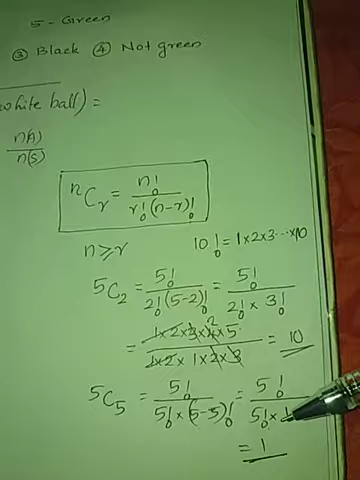 5 - Green
③ Black ④ Not green
white ball) =
n(A)
n(S)
nCr = n! / r!(n-r)!
n ≥ r
10! = 1×2×3...×10
5C2 = 5! / 2!(5-2)! = 5! / 2! × 3!
= 1×2×3×4×5 / 1×2×1×2×3 = 10
5C5 = 5! / 5!×(5-5)! = 5! / 5!×
= 1